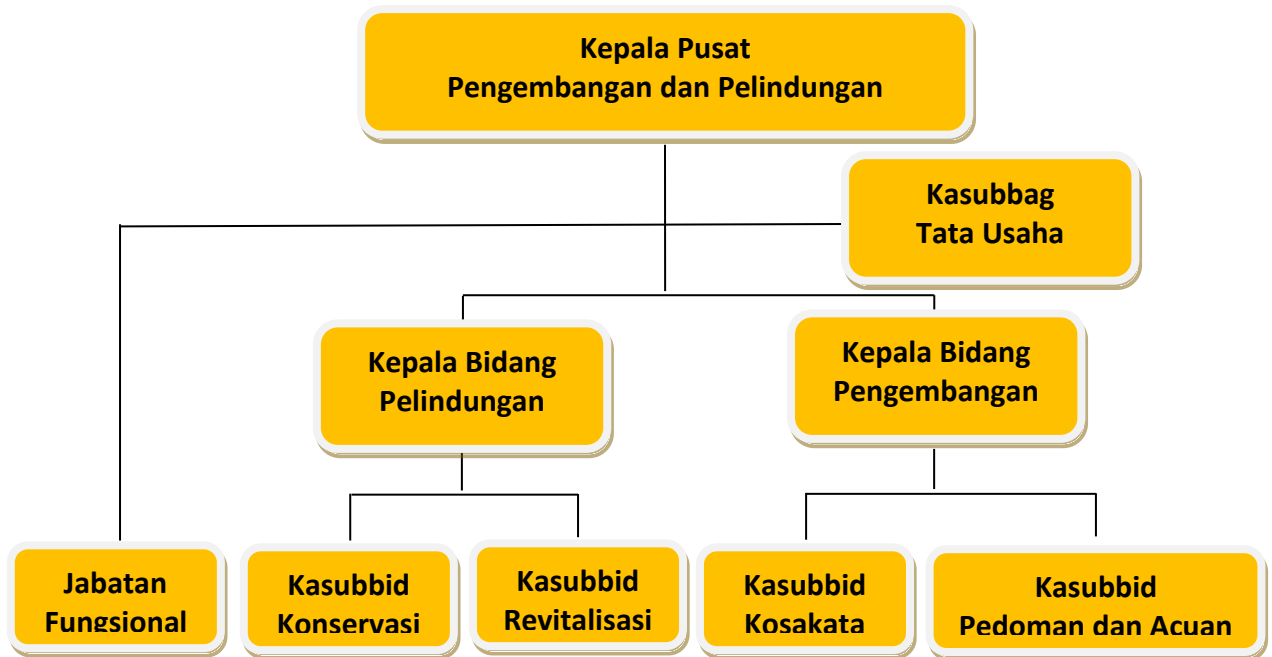 Kepala Pusat
Pengembangan dan Pelindungan
Kasubbag
Tata Usaha
Kepala Bidang
Pelindungan
Kepala Bidang
Pengembangan
Jabatan
Fungsional
Kasubbid
Konservasi
Kasubbid
Revitalisasi
Kasubbid
Kosakata
Kasubbid
Pedoman dan Acuan